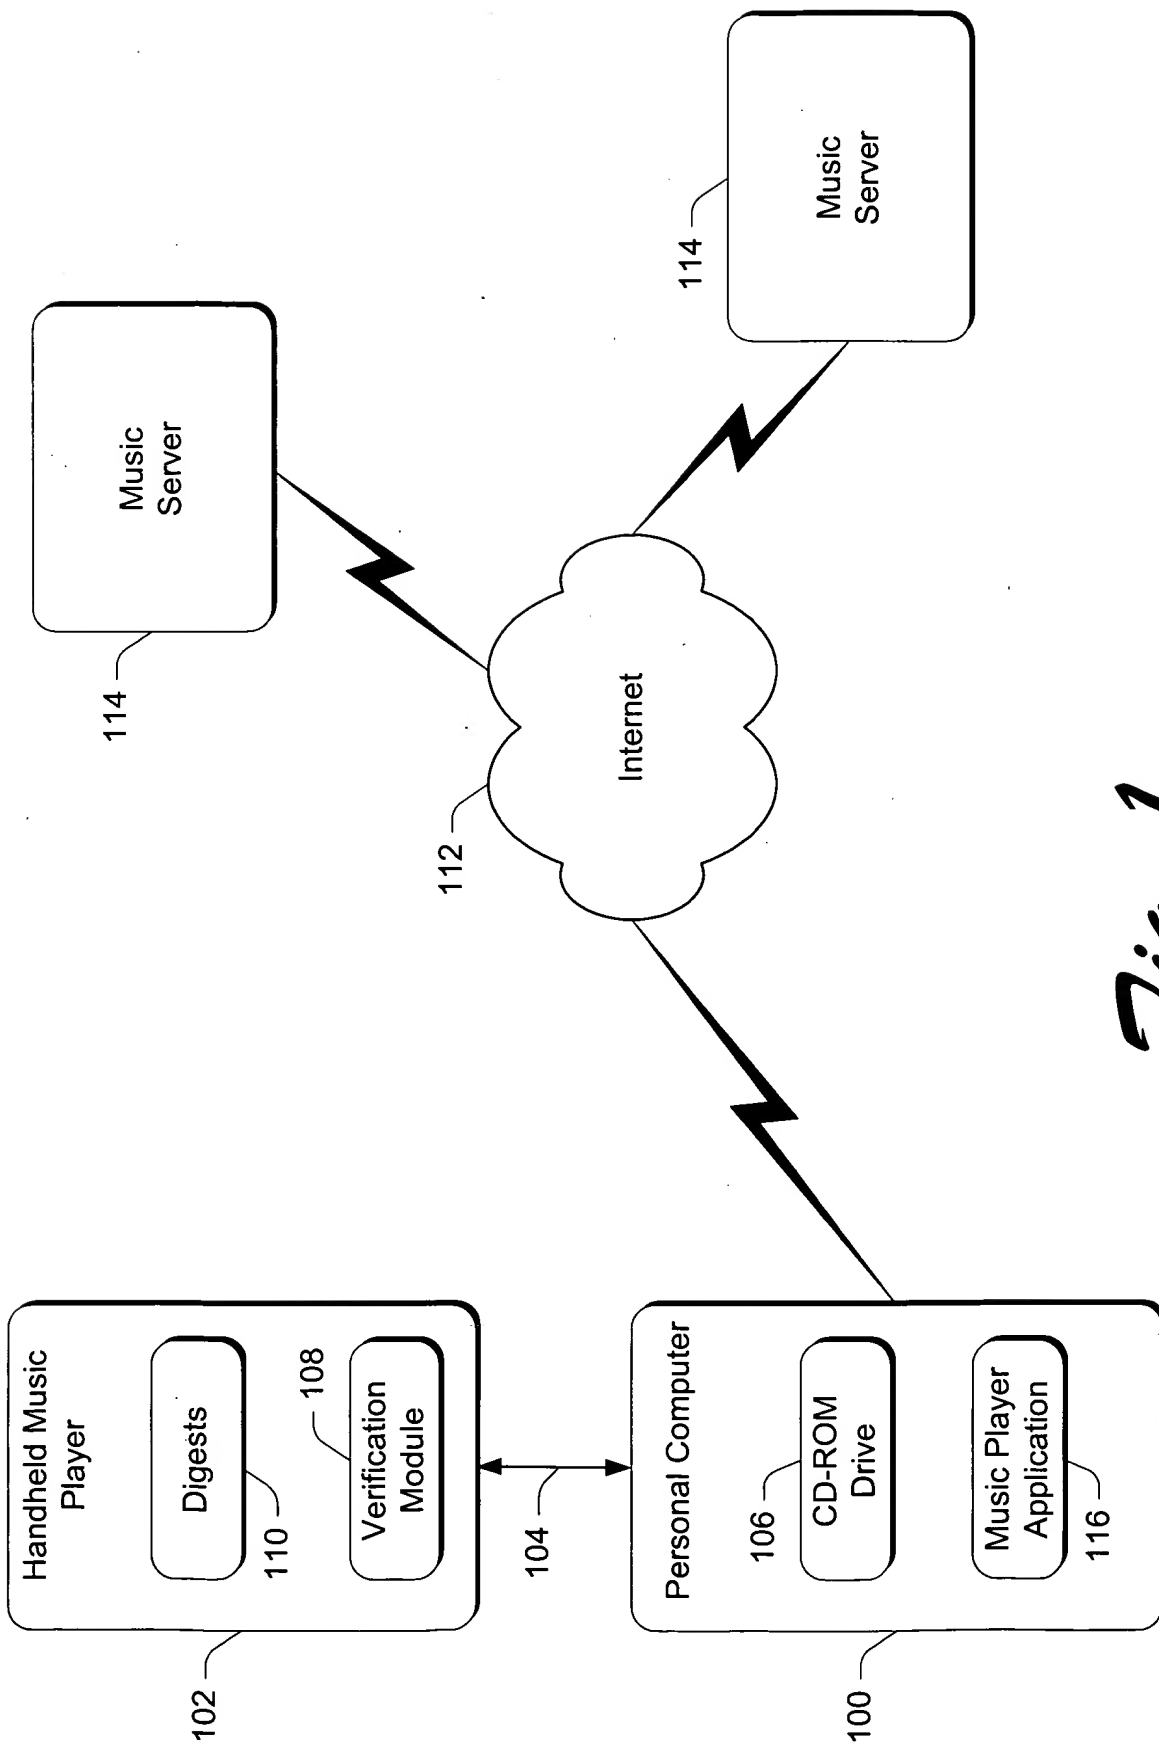 102
Handheld Music
Player
Digests
110
Verification
Module
108
104
100
Personal Computer
106
CD-ROM
Drive
Music Player
Application
116
112
Internet
114
Music
Server
114
Music
Server